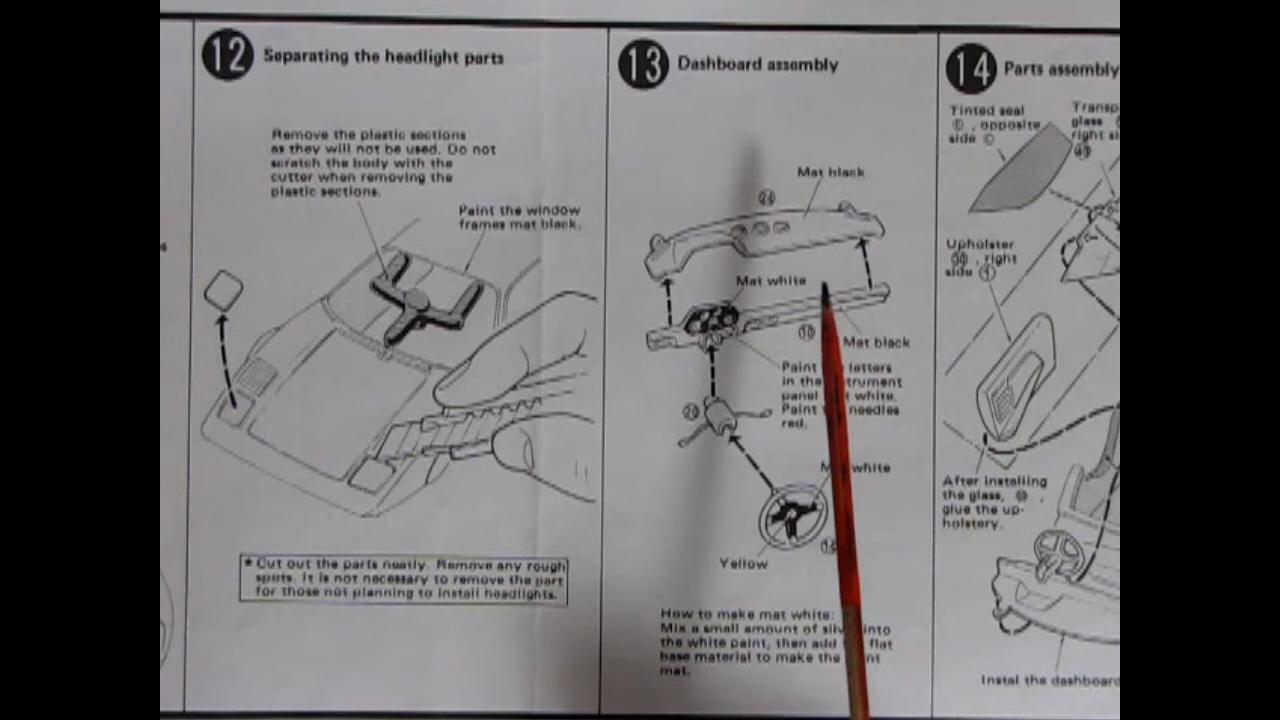 12 Separating the headlight parts
Remove the plastic sections
as they will not be used. Do not
scratch the body with the
cutter when removing the
plastic sections.
Paint the window
frames mat black.
* Cut out the parts neatly. Remove any rough
spots. It is not necessary to remove the part
for those not planning to install headlights.
13 Dashboard assembly
Mat black
Mat white
10
Mat black
Paint letters
in the
panel white.
Paint needles
red.
20
white
Yellow
How to make mat white:
Mix a small amount of into
the white paint, then add flat
base material to make the
mat.
14 Parts assembly
Tinted seal
, opposite
side
glass
right
Upholster
, right
side
After installing
the glass,
glue the up-
holstery.
Instal the dashboard